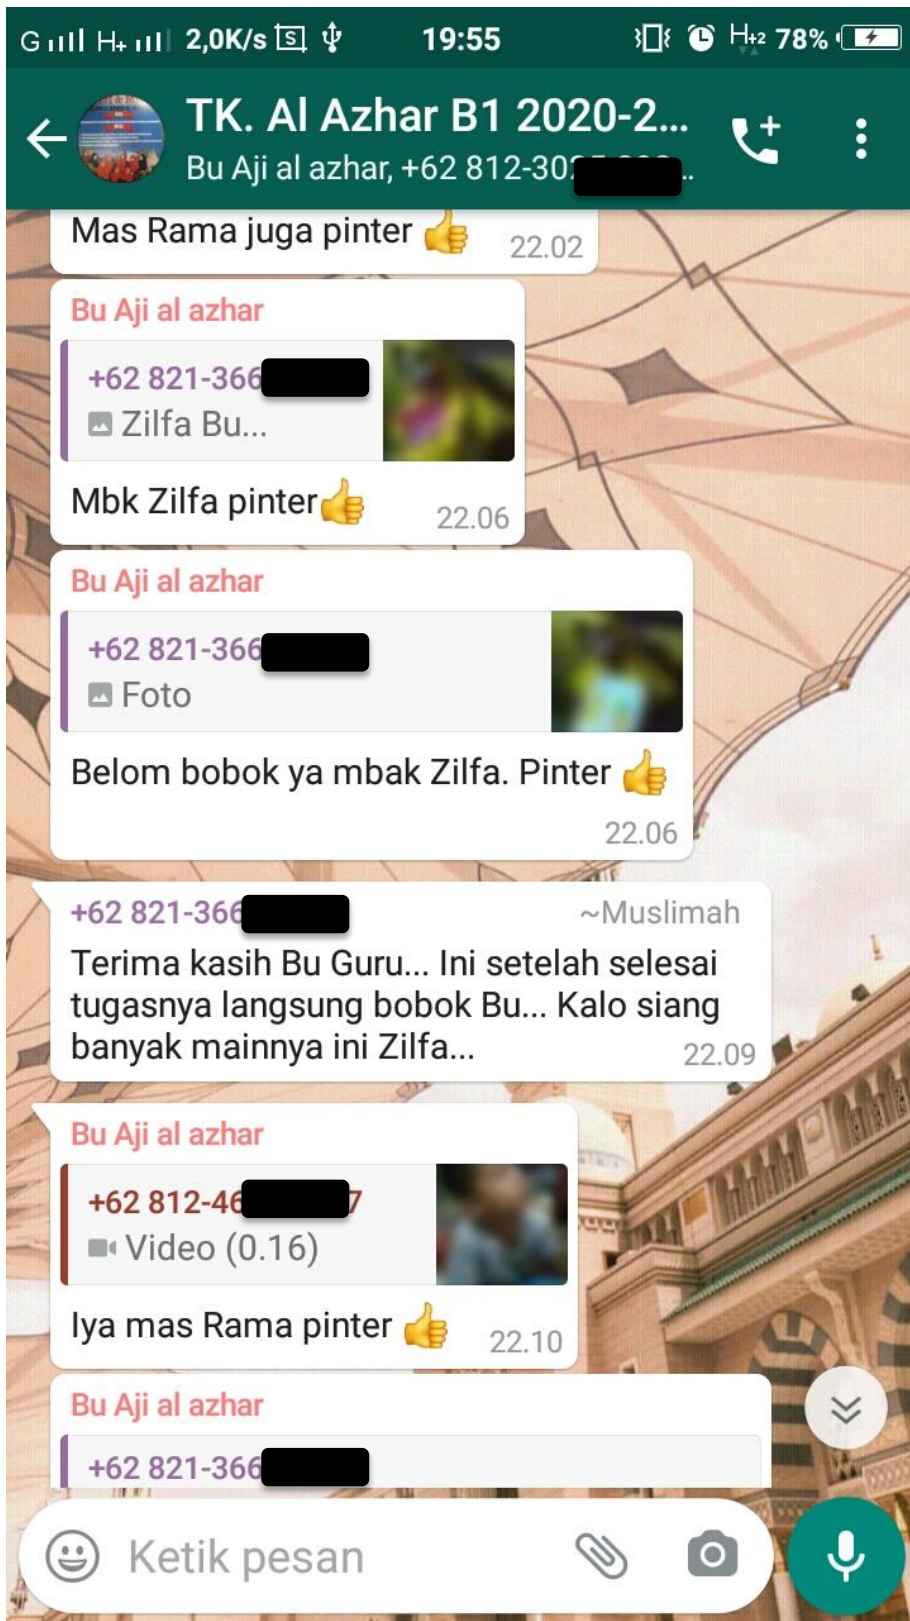 G H+ 2,0K/s S 19:55 H+2 78%
TK. Al Azhar B1 2020-2...
Bu Aji al azhar, +62 812-30
Mas Rama juga pinter 👍 22.02
Bu Aji al azhar
+62 821-366
Zilfa Bu...
Mbk Zilfa pinter👍 22.06
Bu Aji al azhar
+62 821-366
Foto
Belom bobok ya mbak Zilfa. Pinter 👍
22.06
+62 821-366 ~Muslimah
Terima kasih Bu Guru... Ini setelah selesai
tugasnya langsung bobok Bu... Kalo siang
banyak mainnya ini Zilfa... 22.09
Bu Aji al azhar
+62 812-46 7
Video (0.16)
Iya mas Rama pinter 👍 22.10
Bu Aji al azhar
+62 821-366
Ketik pesan